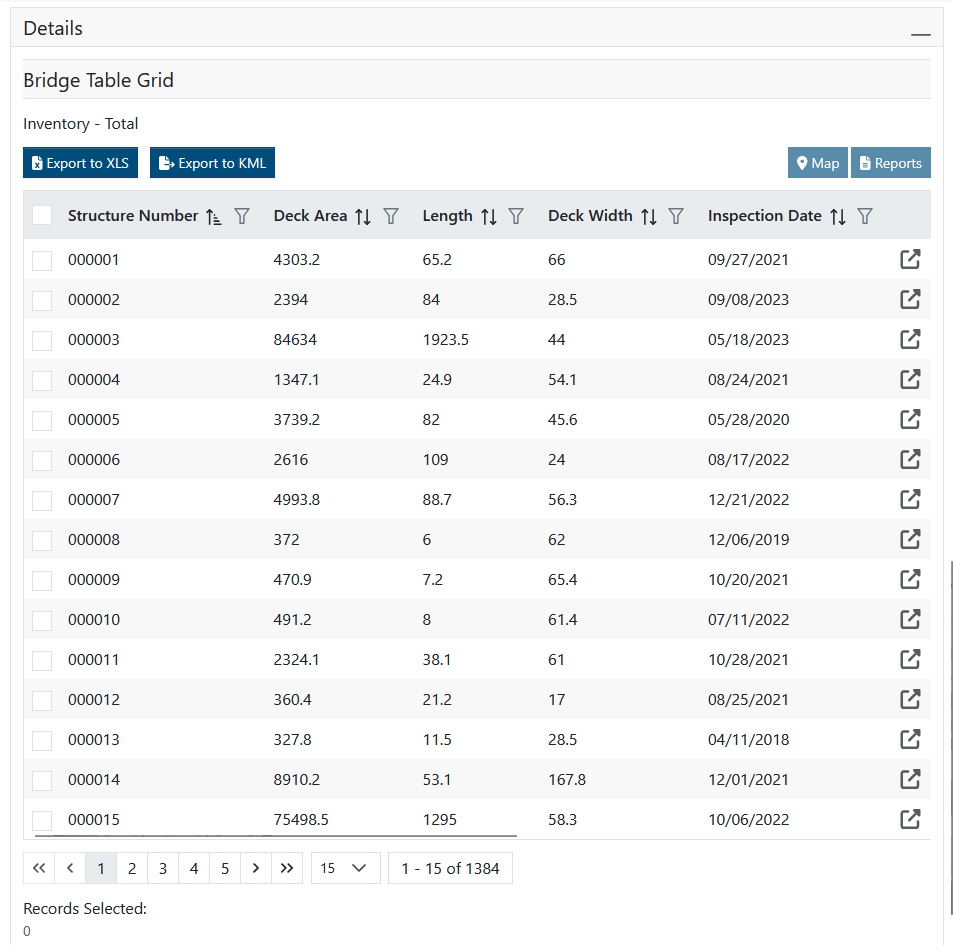 Details
Bridge Table Grid
Inventory - Total
Export to XLS Export to KML Map Reports
Structure Number Deck Area Length Deck Width Inspection Date
000001 4303.2 65.2 66 09/27/2021
000002 2394 84 28.5 09/08/2023
000003 84634 1923.5 44 05/18/2023
000004 1347.1 24.9 54.1 08/24/2021
000005 3739.2 82 45.6 05/28/2020
000006 2616 109 24 08/17/2022
000007 4993.8 88.7 56.3 12/21/2022
000008 372 6 62 12/06/2019
000009 470.9 7.2 65.4 10/20/2021
000010 491.2 8 61.4 07/11/2022
000011 2324.1 38.1 61 10/28/2021
000012 360.4 21.2 17 08/25/2021
000013 327.8 11.5 28.5 04/11/2018
000014 8910.2 53.1 167.8 12/01/2021
000015 75498.5 1295 58.3 10/06/2022
1 2 3 4 5 15 1 - 15 of 1384
Records Selected:
0